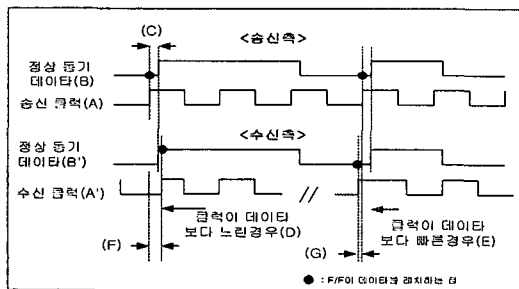 (C)
<송신측>
정상 동기
데이타(B)
송신 클럭(A)
<수신측>
정상 동기
데이타(B')
수신 클럭(A')
//
클럭이 데이타
보다 느린경우(D)
클럭이 데이타
보다 빠른경우(E)
(F)
(G)
● : F/F이 데이타를 래치하는 점